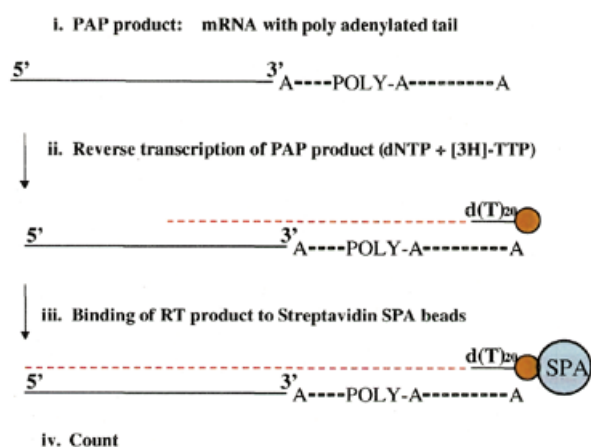 i. PAP product: mRNA with poly adenylated tail
5’ 3’
A----POLY-A---------A
ii. Reverse transcription of PAP product (dNTP + [3H]-TTP)
d(T)20
5’ 3’
A----POLY-A---------A
iii. Binding of RT product to Streptavidin SPA beads
d(T)20
SPA
5’ 3’
A----POLY-A---------A
iv. Count